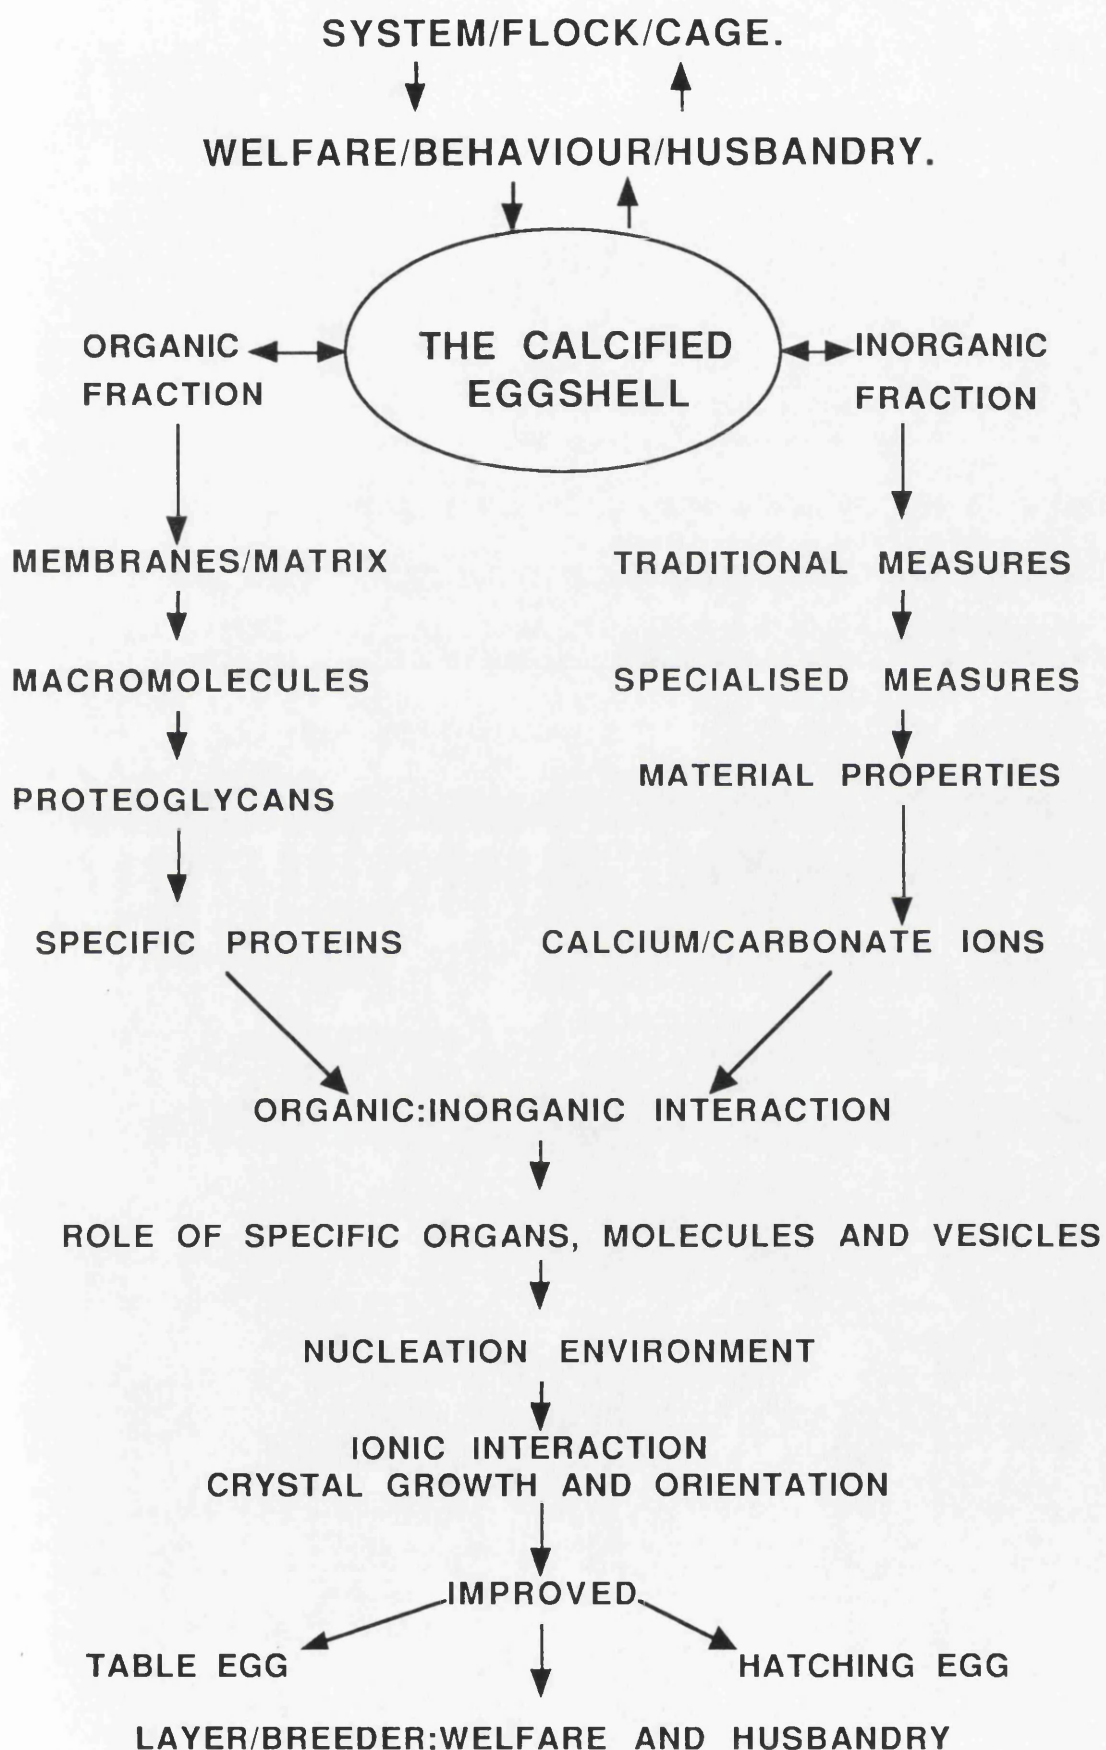 SYSTEM/FLOCK/CAGE.
WELFARE/BEHAVIOUR/HUSBANDRY.
THE CALCIFIED
EGGSHELL
ORGANIC
FRACTION
INORGANIC
FRACTION
MEMBRANES/MATRIX
TRADITIONAL MEASURES
MACROMOLECULES
SPECIALISED MEASURES
PROTEOGLYCANS
MATERIAL PROPERTIES
SPECIFIC PROTEINS
CALCIUM/CARBONATE IONS
ORGANIC:INORGANIC INTERACTION
ROLE OF SPECIFIC ORGANS, MOLECULES AND VESICLES
NUCLEATION ENVIRONMENT
IONIC INTERACTION
CRYSTAL GROWTH AND ORIENTATION
IMPROVED
TABLE EGG
HATCHING EGG
LAYER/BREEDER:WELFARE AND HUSBANDRY